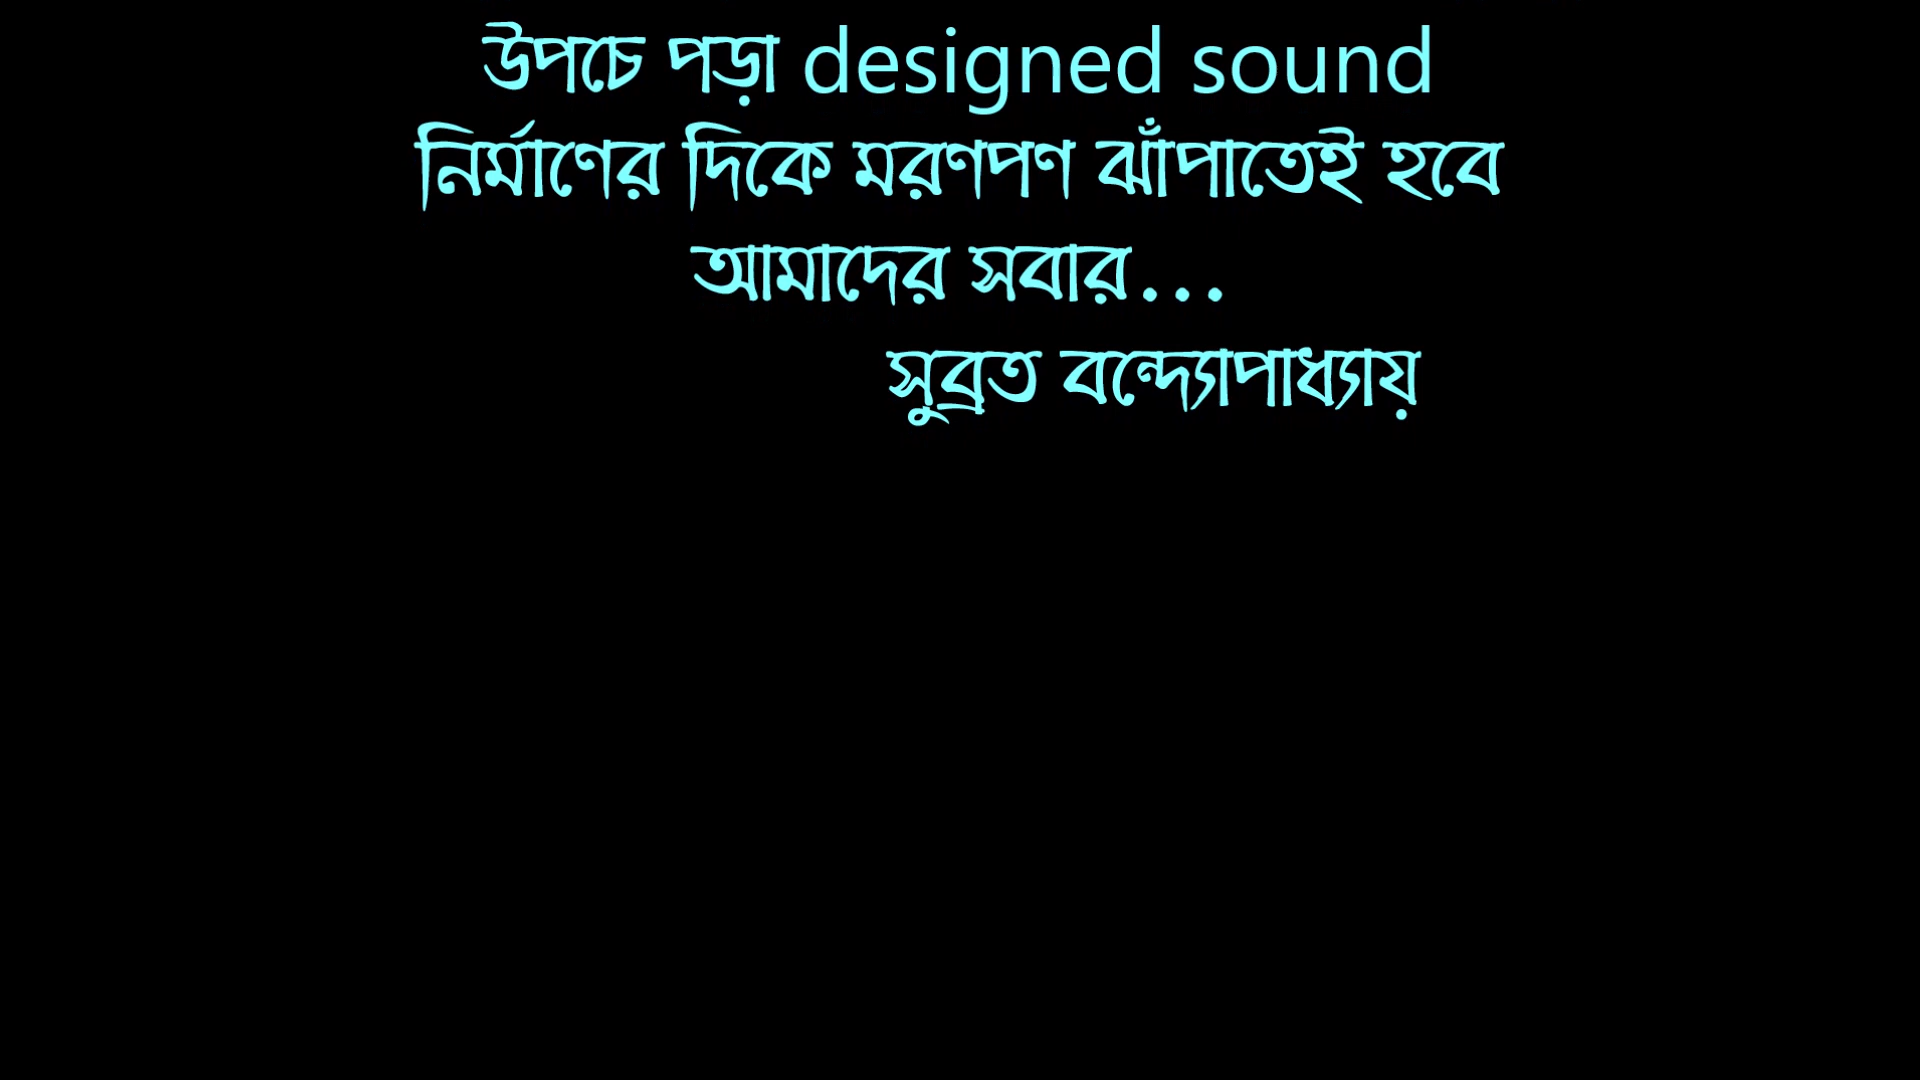 উপচে পড়া designed sound
নির্মাণের দিকে মরণপণ ঝাঁপাতেই হবে
আমাদের সবার...
সুব্রত বন্দ্যোপাধ্যায়